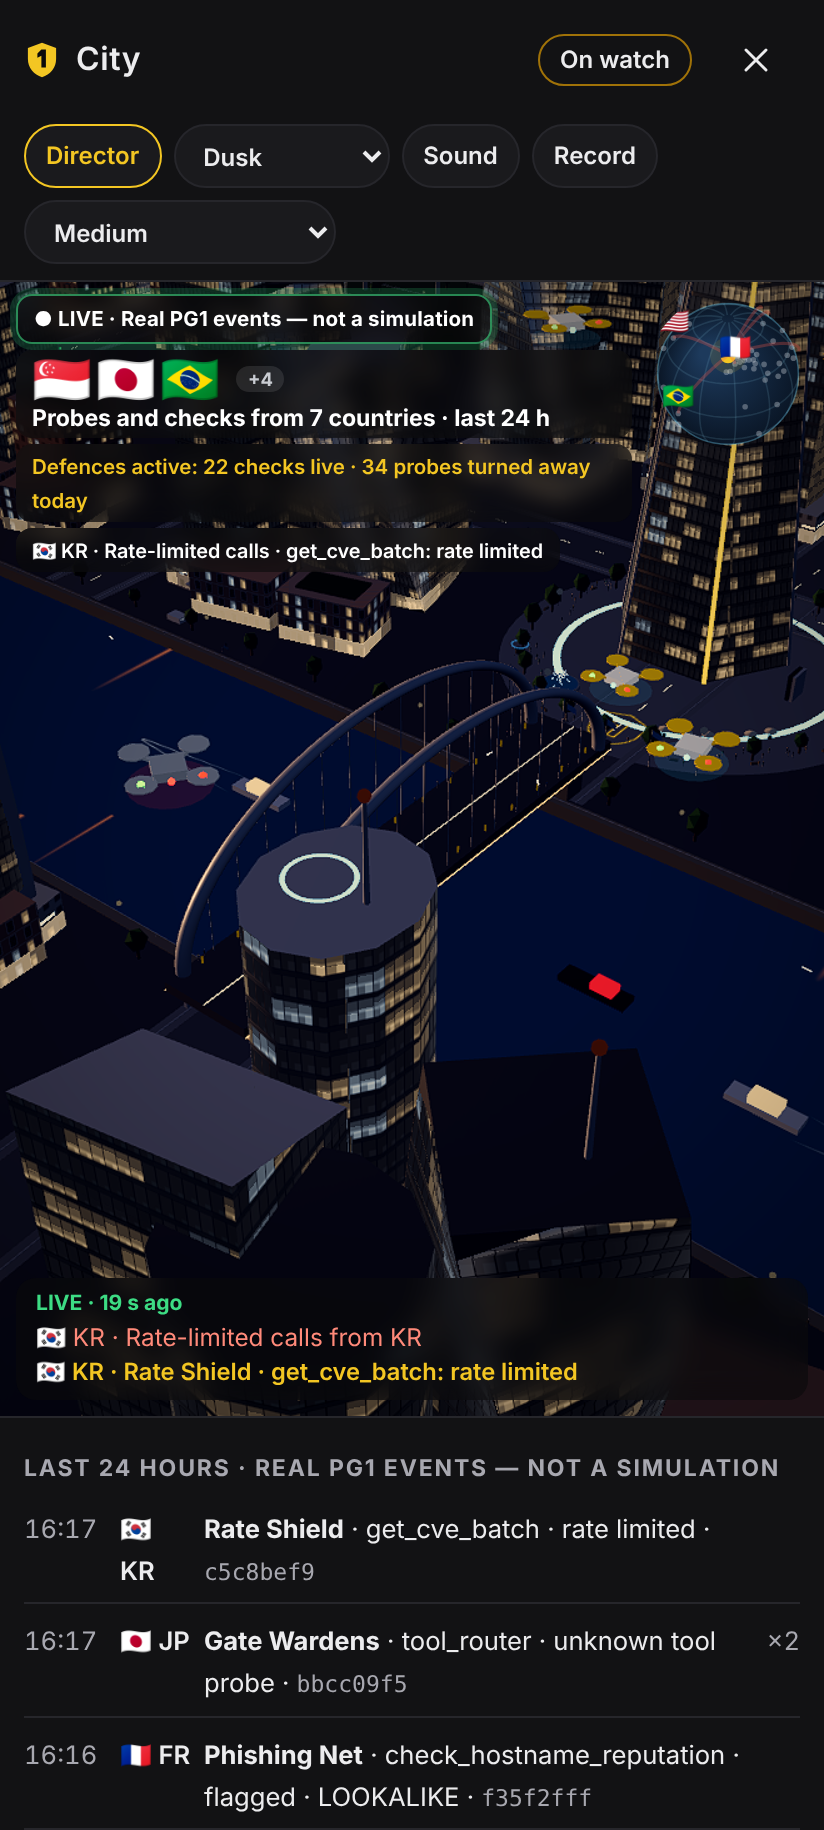 1 City
On watch
Director
Dusk
Sound
Record
Medium
LIVE · Real PG1 events — not a simulation
+4
Probes and checks from 7 countries · last 24 h
Defences active: 22 checks live · 34 probes turned away
today
KR · Rate-limited calls · get_cve_batch: rate limited
LIVE · 19 s ago
KR · Rate-limited calls from KR
KR · Rate Shield · get_cve_batch: rate limited
LAST 24 HOURS · REAL PG1 EVENTS — NOT A SIMULATION
16:17 KR Rate Shield · get_cve_batch · rate limited ·
c5c8bef9
16:17 JP Gate Wardens · tool_router · unknown tool ×2
probe · bbcc09f5
16:16 FR Phishing Net · check_hostname_reputation ·
flagged · LOOKALIKE · f35f2fff